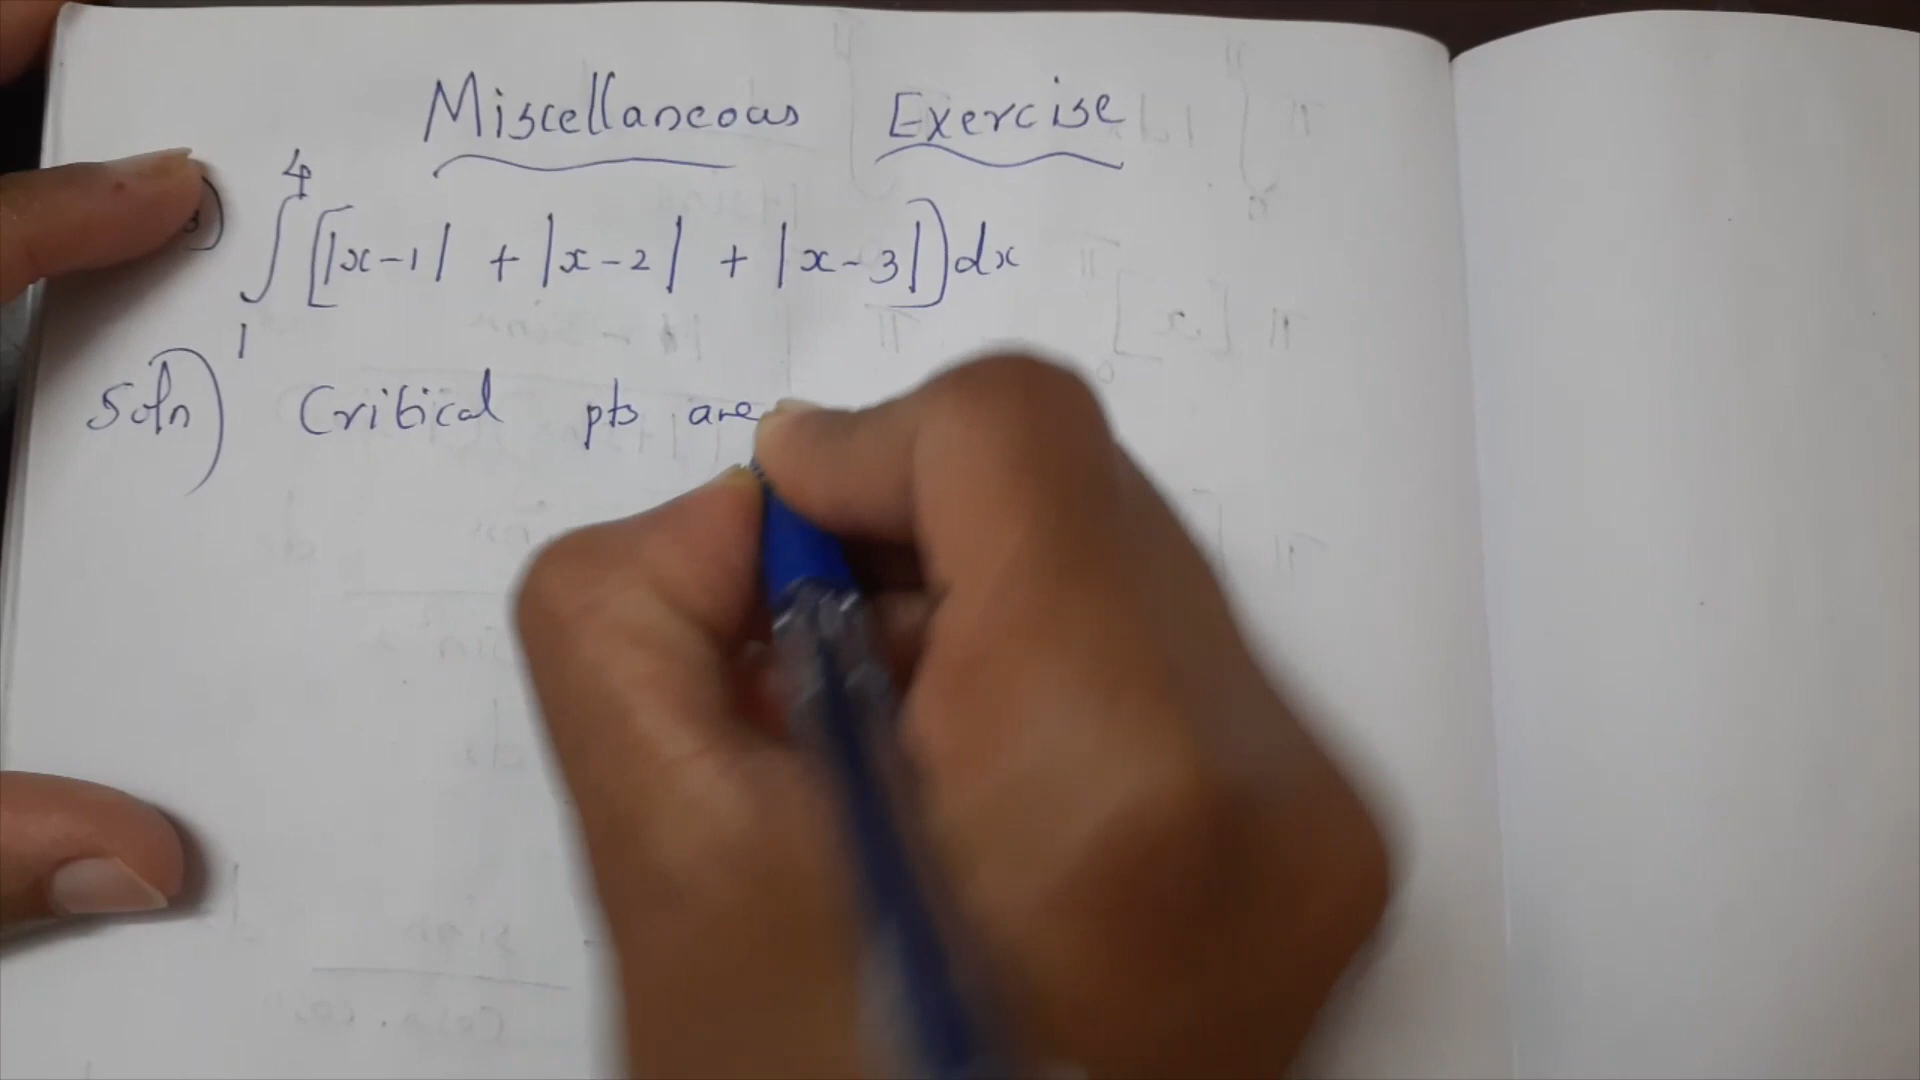 Miscellaneous Exercise
∫₁⁴ [|x-1| + |x-2| + |x-3|] dx
Soln) Critical pts are